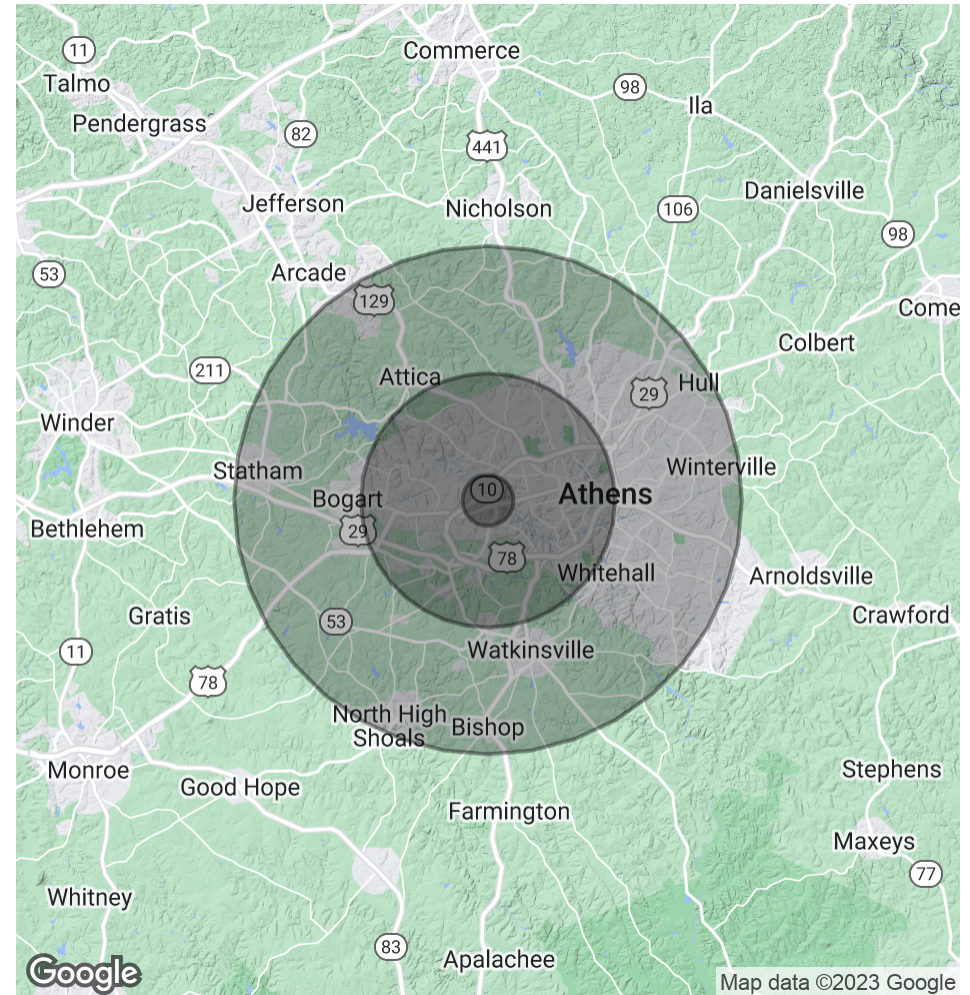 Commerce
11
Talmo
98
Ila
Pendergrass
82
441
Danielsville
Jefferson
Nicholson
106
98
53
Arcade
129
Come
Colbert
211
Attica
29
Hull
Winder
Statham
Winterville
Bogart
10
Athens
Bethlehem
29
78
Whitehall
Arnoldsville
Gratis
53
Crawford
11
Watkinsville
78
North High
Shoals
Bishop
Monroe
Stephens
Good Hope
Farmington
Maxeys
77
Whitney
83
Apalachee
Google
Map data ©2023 Google